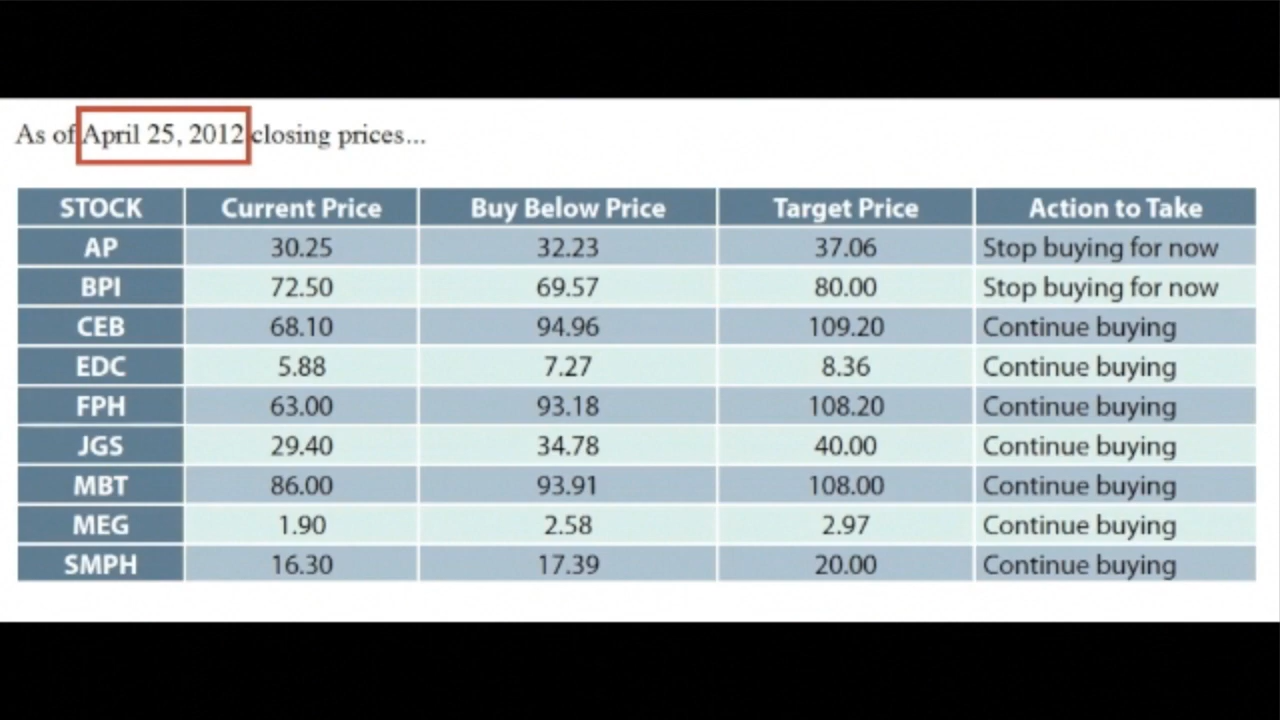 As of April 25, 2012 closing prices...
STOCK Current Price Buy Below Price Target Price Action to Take
AP 30.25 32.23 37.06 Stop buying for now
BPI 72.50 69.57 80.00 Stop buying for now
CEB 68.10 94.96 109.20 Continue buying
EDC 5.88 7.27 8.36 Continue buying
FPH 63.00 93.18 108.20 Continue buying
JGS 29.40 34.78 40.00 Continue buying
MBT 86.00 93.91 108.00 Continue buying
MEG 1.90 2.58 2.97 Continue buying
SMPH 16.30 17.39 20.00 Continue buying